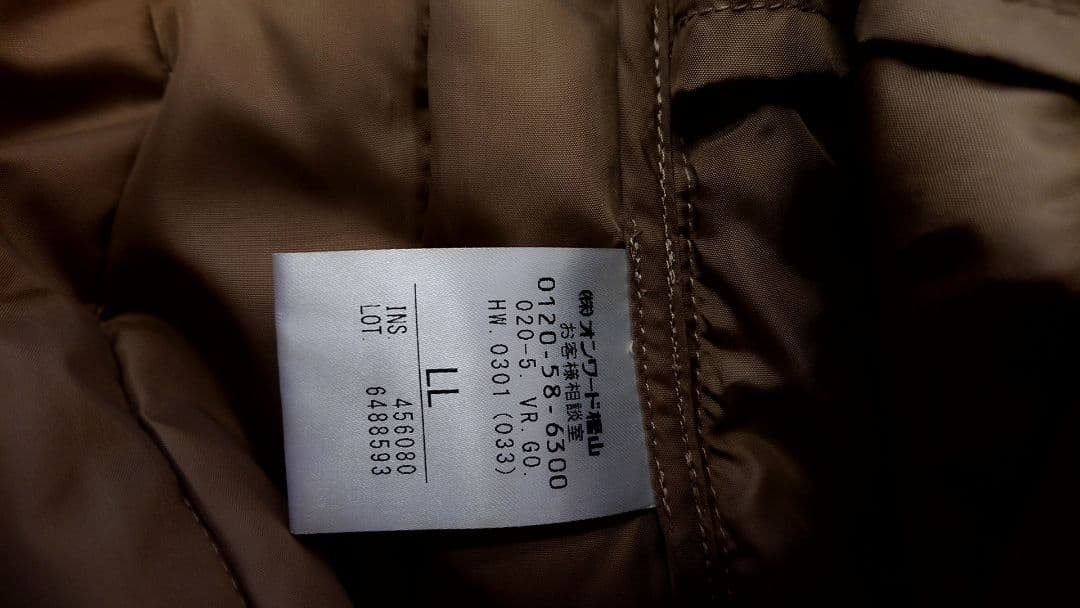 ㈱オンワード樫山
お客様相談室
0120-58-6300
020-5. VR. GO.
HW. 0301 (033)
LL
INS. 456080
LOT. 6488593